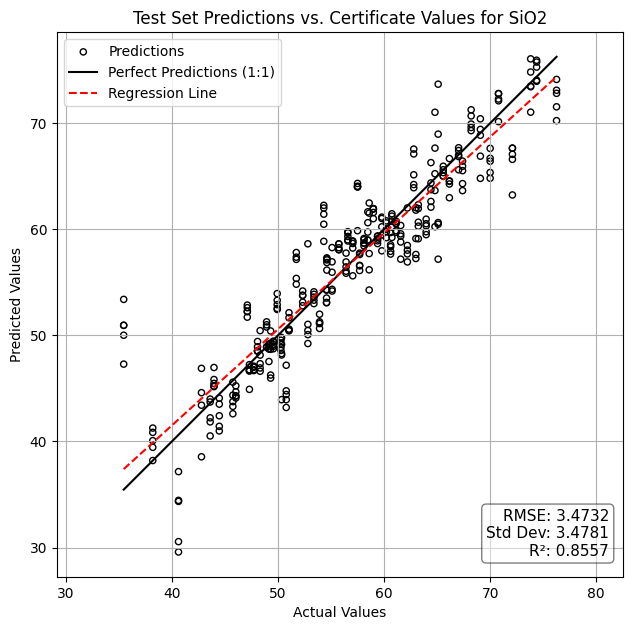 Test Set Predictions vs. Certificate Values for SiO2
Predictions
Perfect Predictions (1:1)
Regression Line
70
60
50
40
30
Predicted Values
RMSE: 3.4732
Std Dev: 3.4781
R²: 0.8557
30 40 50 60 70 80
Actual Values